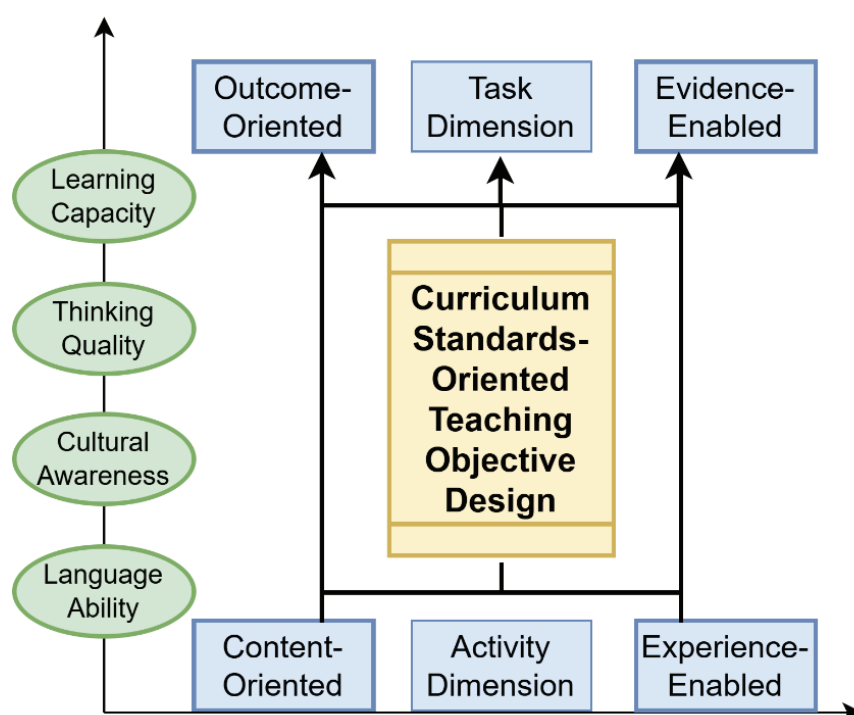 Outcome-
Oriented
Task
Dimension
Evidence-
Enabled
Learning
Capacity
Thinking
Quality
Cultural
Awareness
Language
Ability
Curriculum
Standards-
Oriented
Teaching
Objective
Design
Content-
Oriented
Activity
Dimension
Experience-
Enabled